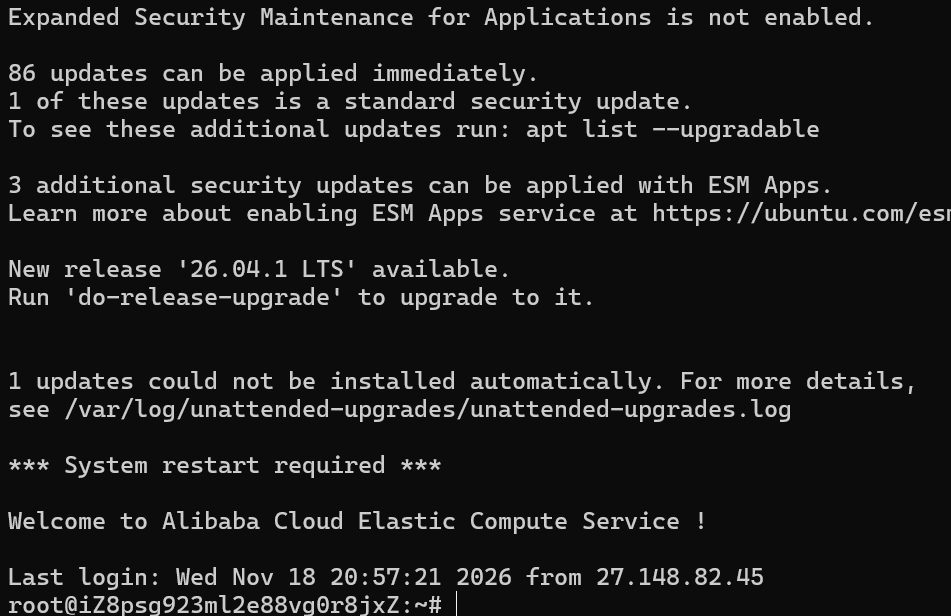 Expanded Security Maintenance for Applications is not enabled.
86 updates can be applied immediately.
1 of these updates is a standard security update.
To see these additional updates run: apt list --upgradable
3 additional security updates can be applied with ESM Apps.
Learn more about enabling ESM Apps service at https://ubuntu.com/esm
New release '26.04.1 LTS' available.
Run 'do-release-upgrade' to upgrade to it.
1 updates could not be installed automatically. For more details,
see /var/log/unattended-upgrades/unattended-upgrades.log
*** System restart required ***
Welcome to Alibaba Cloud Elastic Compute Service !
Last login: Wed Nov 18 20:57:21 2026 from 27.148.82.45
root@iZ8psg923ml2e88vg0r8jxZ:~#